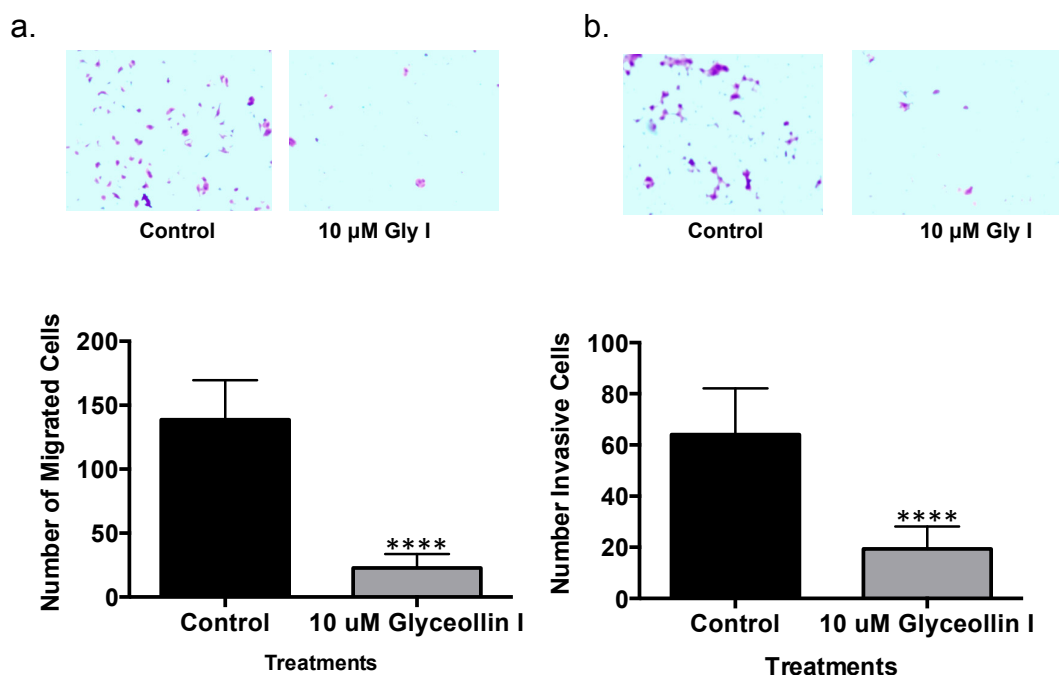 a.
Control
10 µM Gly I
Number of Migrated Cells
200
150
100
50
0
****
Control
10 uM Glyceollin I
Treatments
b.
Control
10 µM Gly I
Number Invasive Cells
100
80
60
40
20
0
****
Control
10 uM Glyceollin I
Treatments